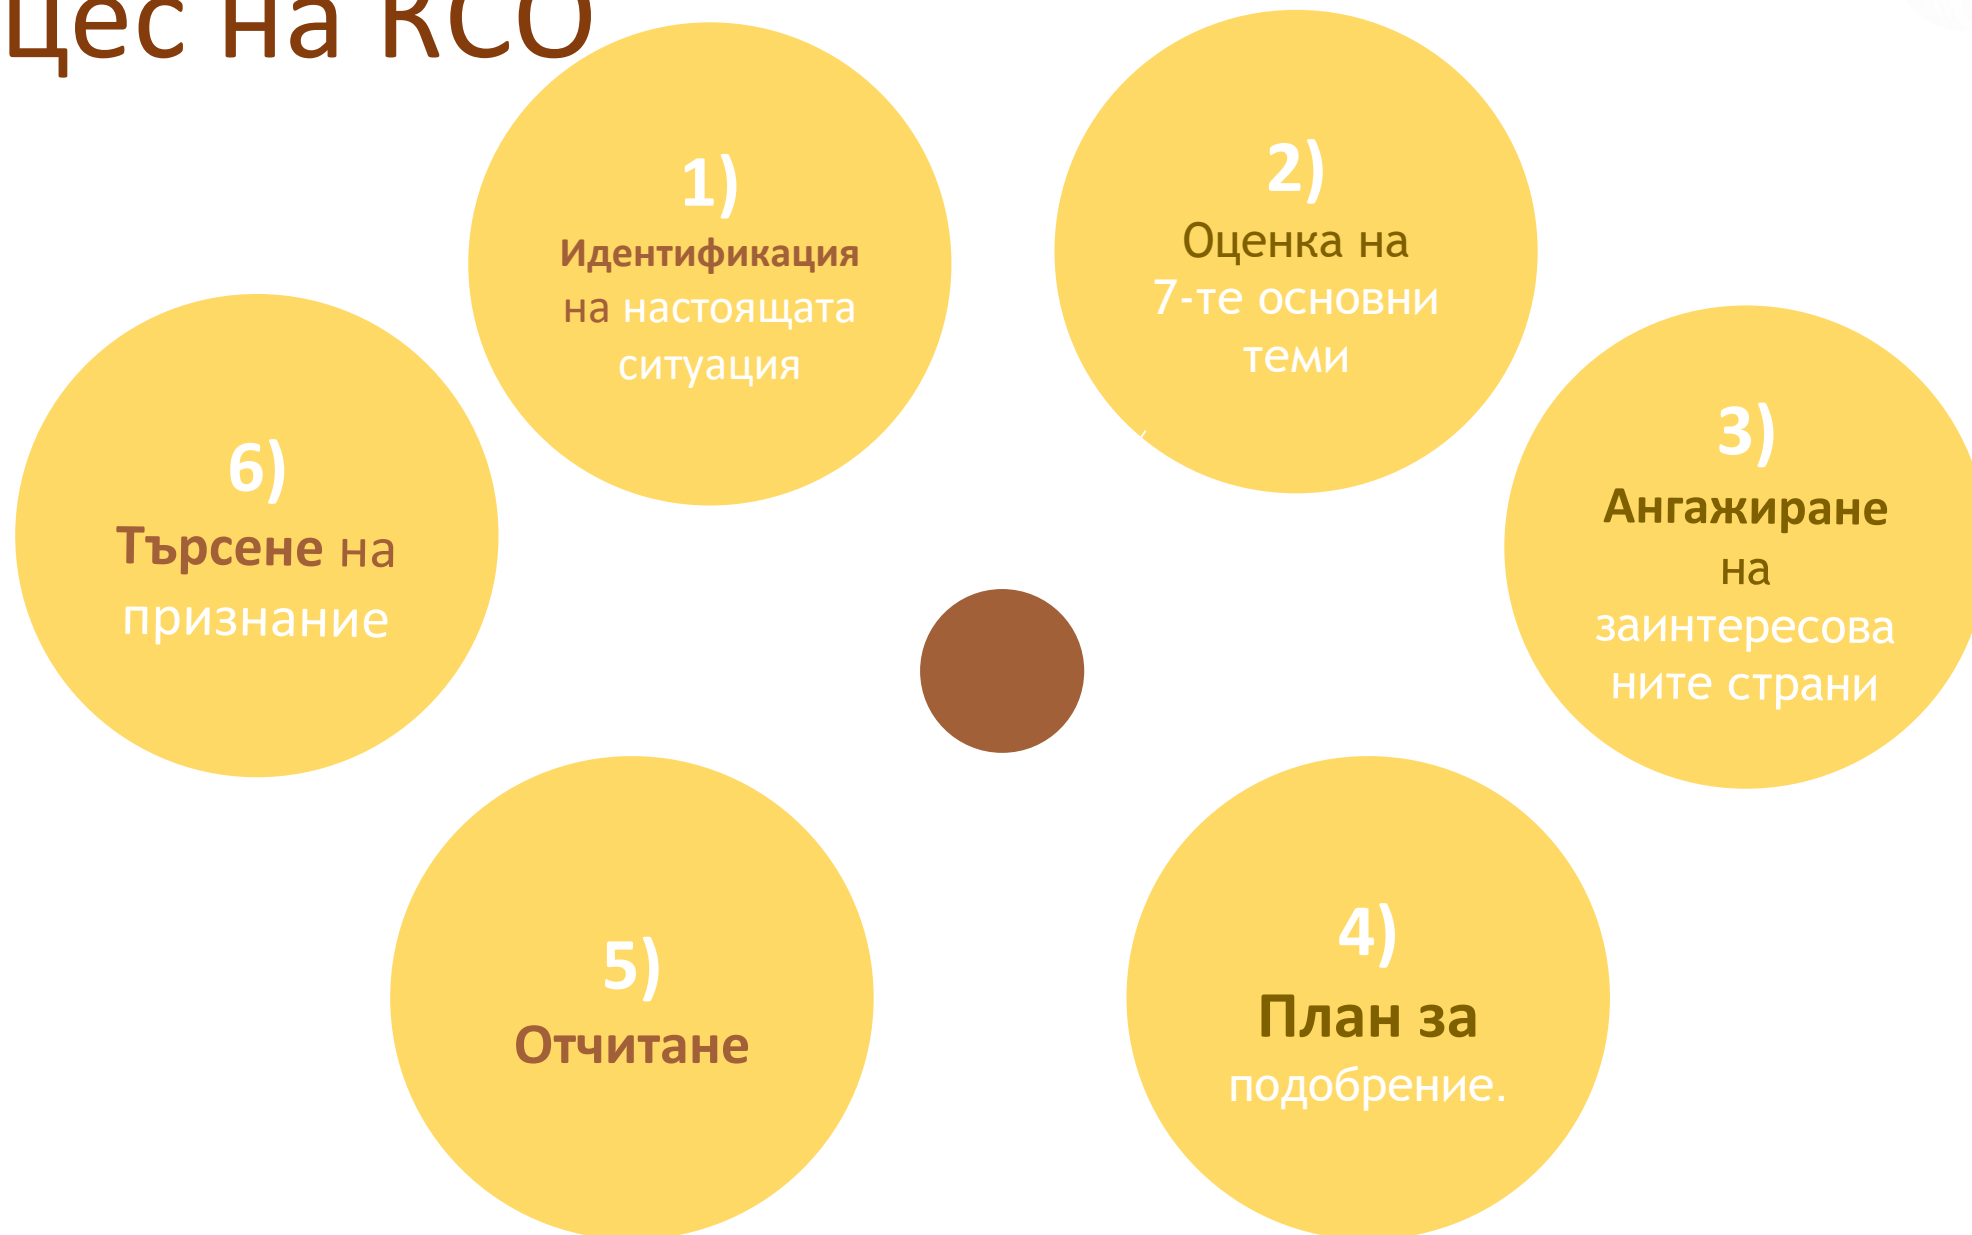 цес на КСО
1)
Идентификация
на настоящата
ситуация
2)
Оценка на
7-те основни
теми
3)
Ангажиране
на
заинтересова
ните страни
4)
План за
подобрение.
5)
Отчитане
6)
Търсене на
признание